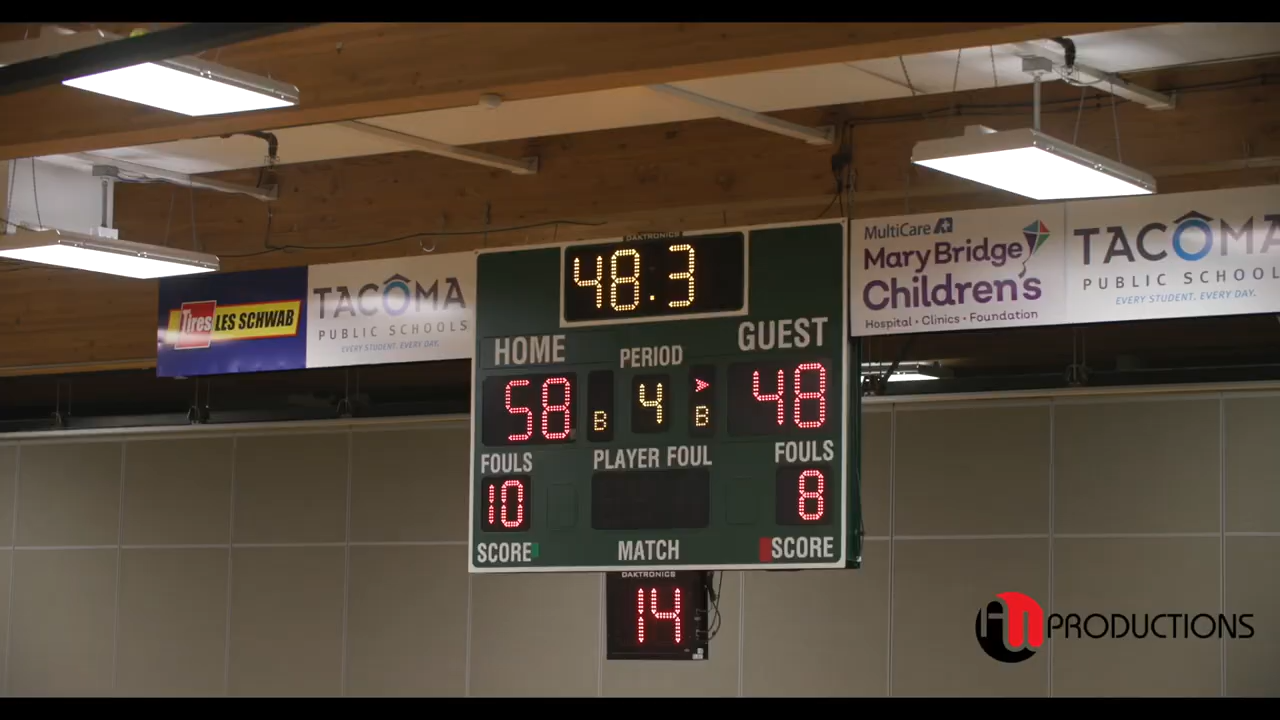 Tires LES SCHWAB
TACOMA
PUBLIC SCHOOLS
EVERY STUDENT. EVERY DAY.
DAKTRONICS
48.3
HOME
PERIOD
GUEST
58
B
4
B
48
FOULS
PLAYER FOUL
FOULS
10
8
SCORE
MATCH
SCORE
DAKTRONICS
14
MultiCare
Mary Bridge
Children's
Hospital • Clinics • Foundation
TACOMA
PUBLIC SCHOOL
EVERY STUDENT. EVERY DAY.
PRODUCTIONS